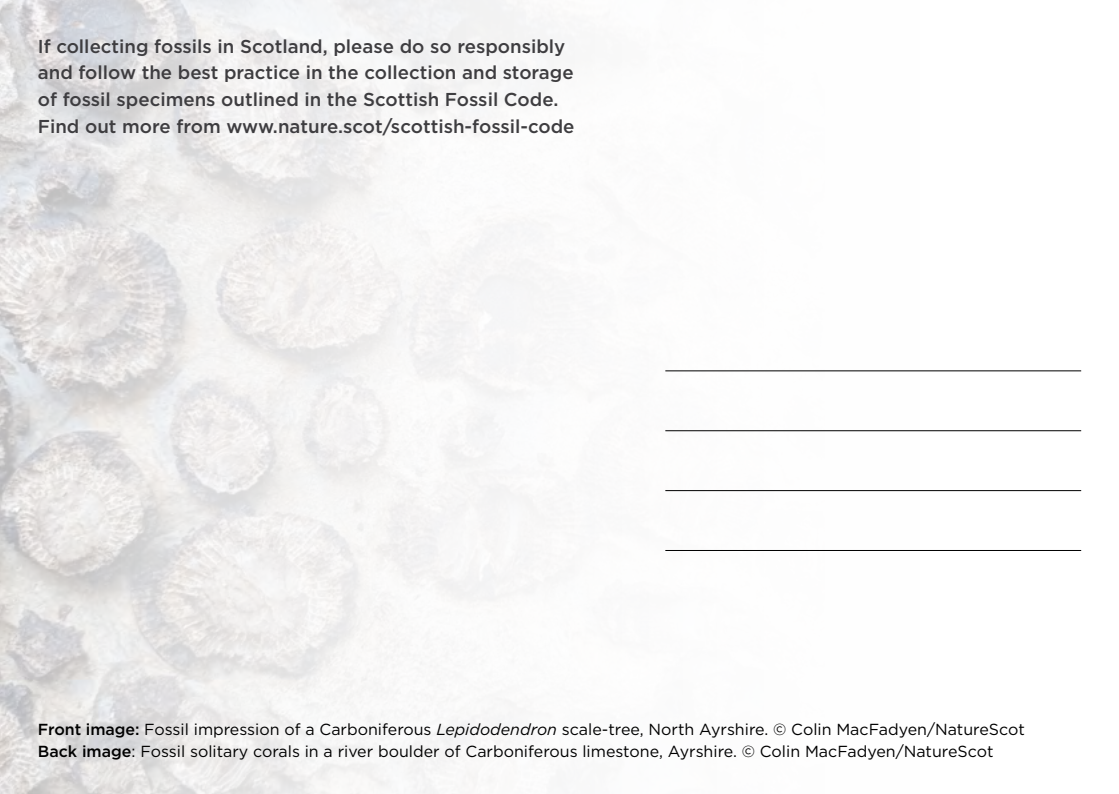 If collecting fossils in Scotland, please do so responsibly
and follow the best practice in the collection and storage
of fossil specimens outlined in the Scottish Fossil Code.
Find out more from www.nature.scot/scottish-fossil-code
Front image: Fossil impression of a Carboniferous Lepidodendron scale-tree, North Ayrshire. © Colin MacFadyen/NatureScot
Back image: Fossil solitary corals in a river boulder of Carboniferous limestone, Ayrshire. © Colin MacFadyen/NatureScot